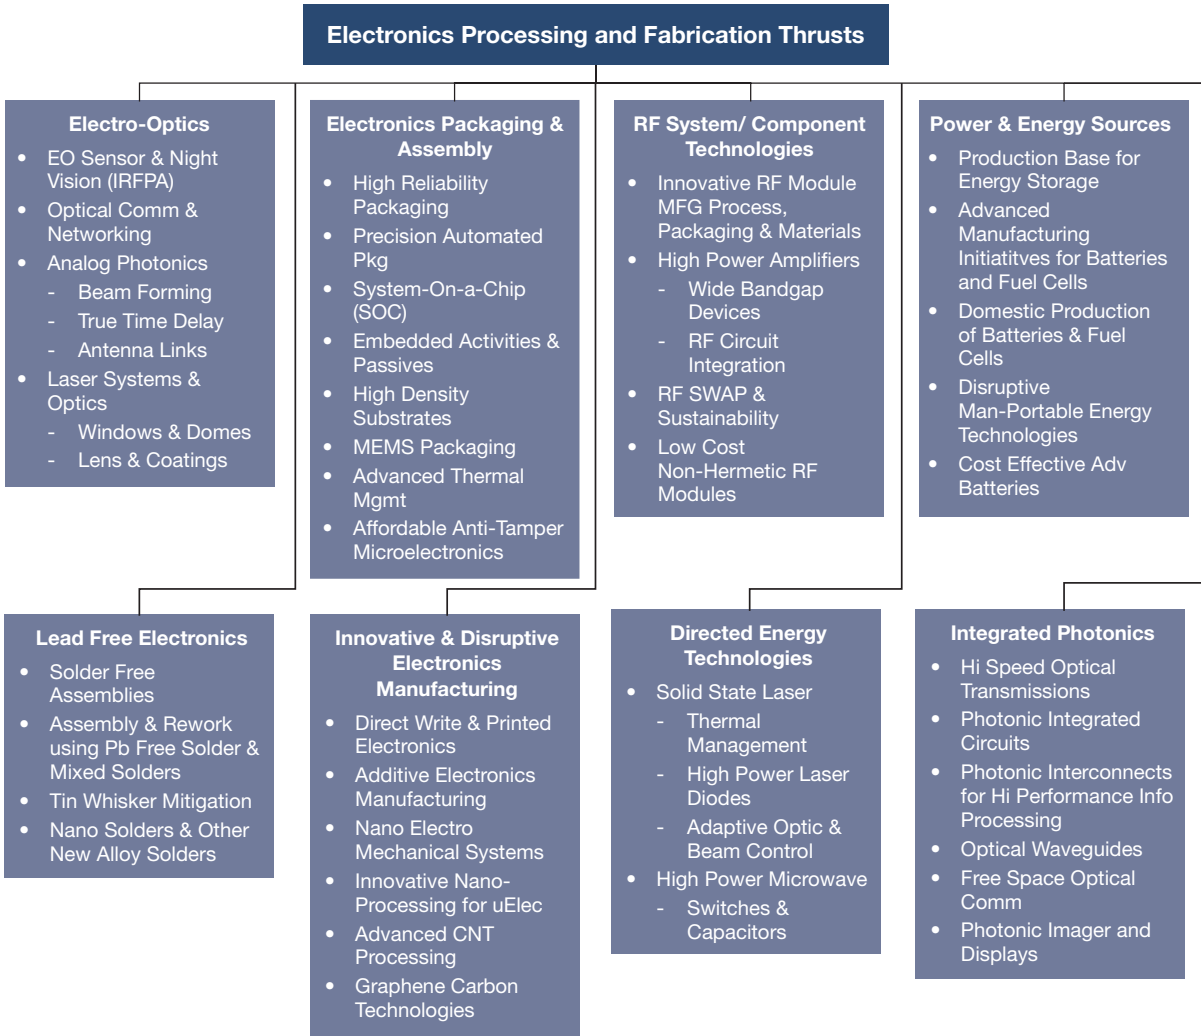 Electronics Processing and Fabrication Thrusts
Electro-Optics
• EO Sensor & Night
Vision (IRFPA)
• Optical Comm &
Networking
• Analog Photonics
- Beam Forming
- True Time Delay
- Antenna Links
• Laser Systems &
Optics
- Windows & Domes
- Lens & Coatings
Electronics Packaging &
Assembly
• High Reliability
Packaging
• Precision Automated
Pkg
• System-On-a-Chip
(SOC)
• Embedded Activities &
Passives
• High Density
Substrates
• MEMS Packaging
• Advanced Thermal
Mgmt
• Affordable Anti-Tamper
Microelectronics
RF System/ Component
Technologies
• Innovative RF Module
MFG Process,
Packaging & Materials
• High Power Amplifiers
- Wide Bandgap
Devices
- RF Circuit
Integration
• RF SWAP &
Sustainability
• Low Cost
Non-Hermetic RF
Modules
Power & Energy Sources
• Production Base for
Energy Storage
• Advanced
Manufacturing
Initiatitves for Batteries
and Fuel Cells
• Domestic Production
of Batteries & Fuel
Cells
• Disruptive
Man-Portable Energy
Technologies
• Cost Effective Adv
Batteries
Lead Free Electronics
• Solder Free
Assemblies
• Assembly & Rework
using Pb Free Solder &
Mixed Solders
• Tin Whisker Mitigation
• Nano Solders & Other
New Alloy Solders
Innovative & Disruptive
Electronics
Manufacturing
• Direct Write & Printed
Electronics
• Additive Electronics
Manufacturing
• Nano Electro
Mechanical Systems
• Innovative Nano-
Processing for uElec
• Advanced CNT
Processing
• Graphene Carbon
Technologies
Directed Energy
Technologies
• Solid State Laser
- Thermal
Management
- High Power Laser
Diodes
- Adaptive Optic &
Beam Control
• High Power Microwave
- Switches &
Capacitors
Integrated Photonics
• Hi Speed Optical
Transmissions
• Photonic Integrated
Circuits
• Photonic Interconnects
for Hi Performance Info
Processing
• Optical Waveguides
• Free Space Optical
Comm
• Photonic Imager and
Displays